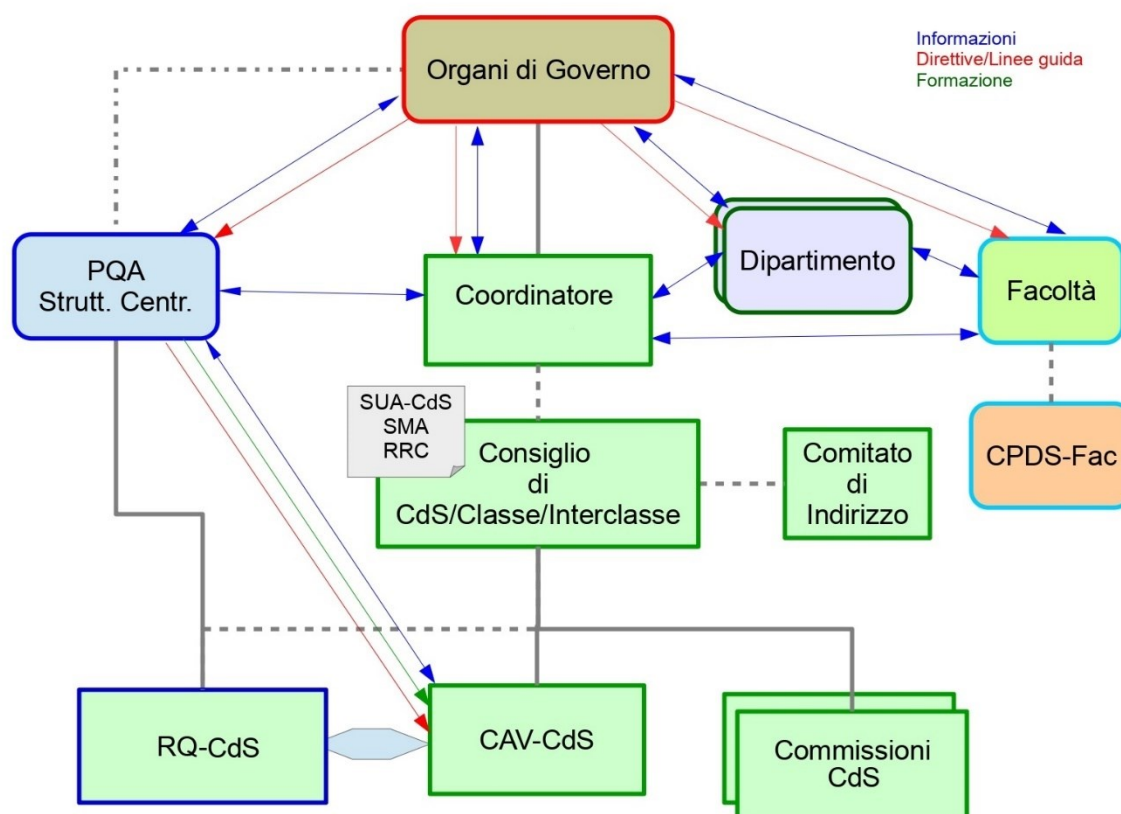 Organi di Governo
Informazioni
Direttive/Linee guida
Formazione
PQA
Strutt. Centr.
Coordinatore
Dipartimento
Facoltà
SUA-CdS
SMA
RRC
Consiglio
di
CdS/Classe/Interclasse
Comitato
di
Indirizzo
CPDS-Fac
RQ-CdS
CAV-CdS
Commissioni
CdS